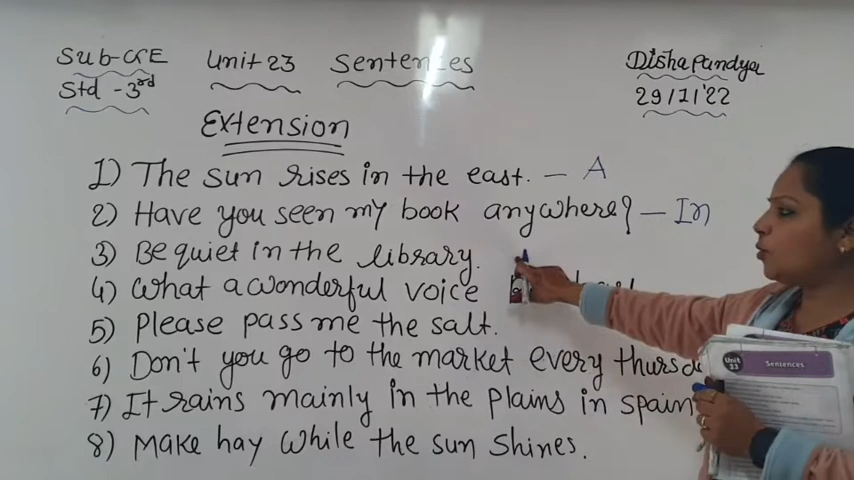 Sub-CRE Unit 23 Sentences Disha Pandya
Std - 3rd 29/11/22
Extension
1) The sun rises in the east. - A
2) Have you seen my book anywhere? - In
3) Be quiet in the library.
4) What a wonderful voice
5) Please pass me the salt.
6) Don't you go to the market every
7) It rains mainly in the plains in spain
8) Make hay while the sun shines.
Unit 23 Sentences